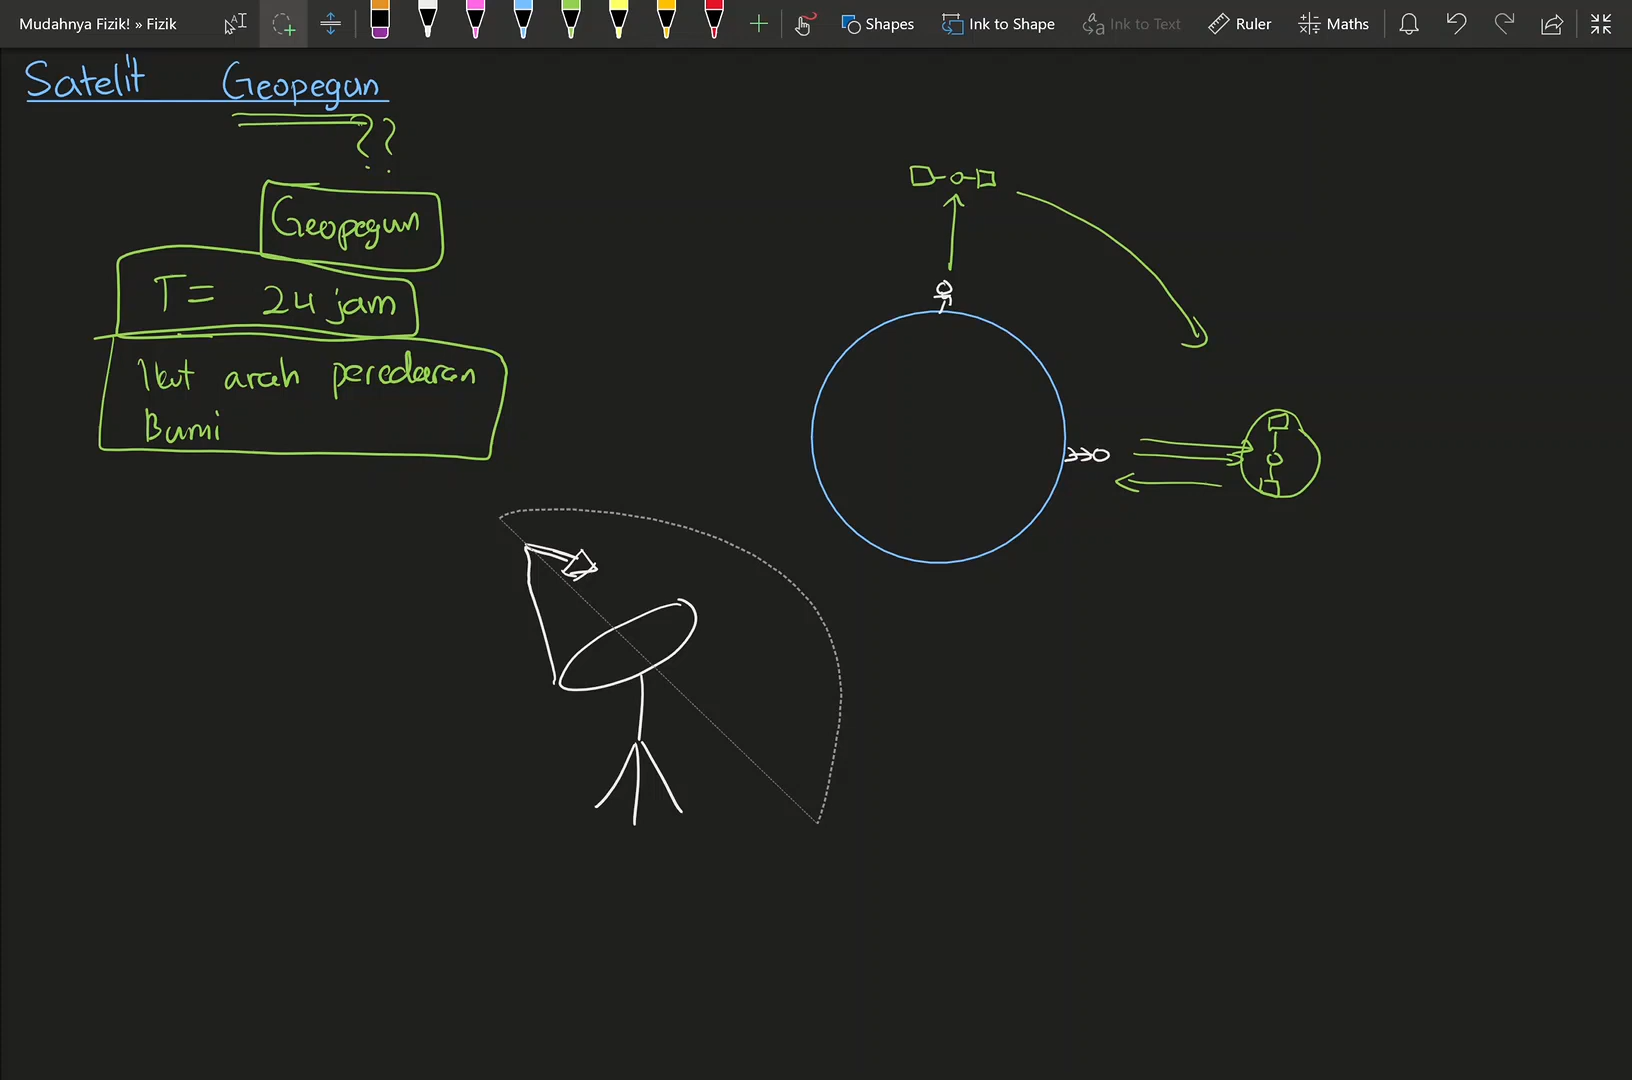 Mudahnya Fizik! » Fizik
Shapes
Ink to Shape
Ink to Text
Ruler
Maths
Satelit Geopegun
??
Geopegun
T = 24 jam
Ikut arah peredaran
Bumi